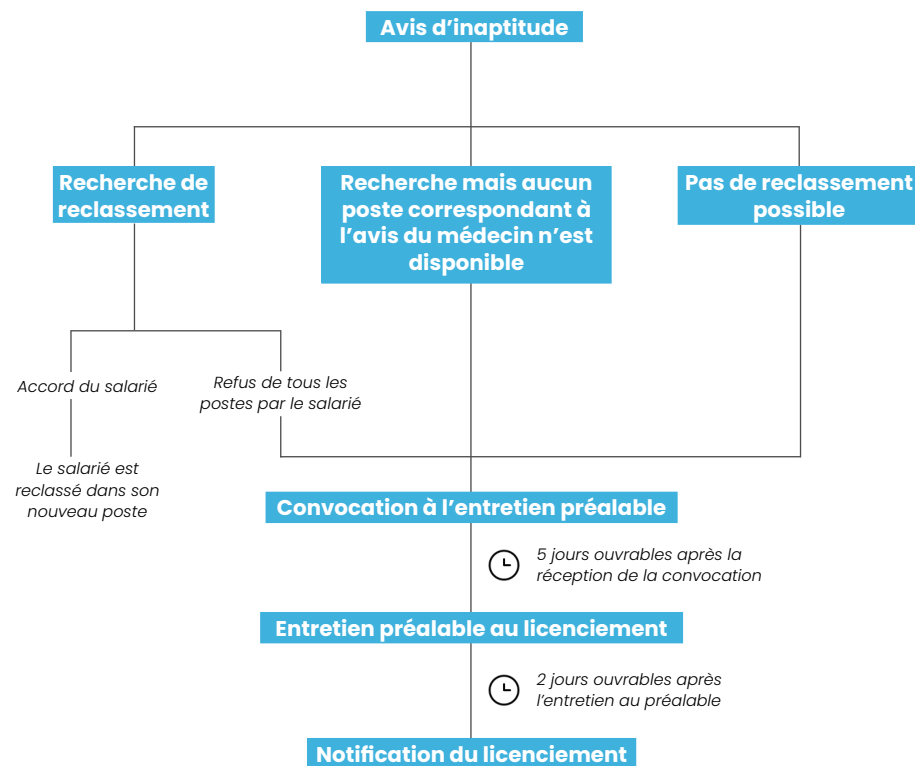 Avis d’inaptitude
Recherche de
reclassement
Recherche mais aucun
poste correspondant à
l’avis du médecin n’est
disponible
Pas de reclassement
possible
Accord du salarié
Refus de tous les
postes par le salarié
Le salarié est
reclassé dans son
nouveau poste
Convocation à l’entretien préalable
5 jours ouvrables après la
réception de la convocation
Entretien préalable au licenciement
2 jours ouvrables après
l’entretien au préalable
Notification du licenciement